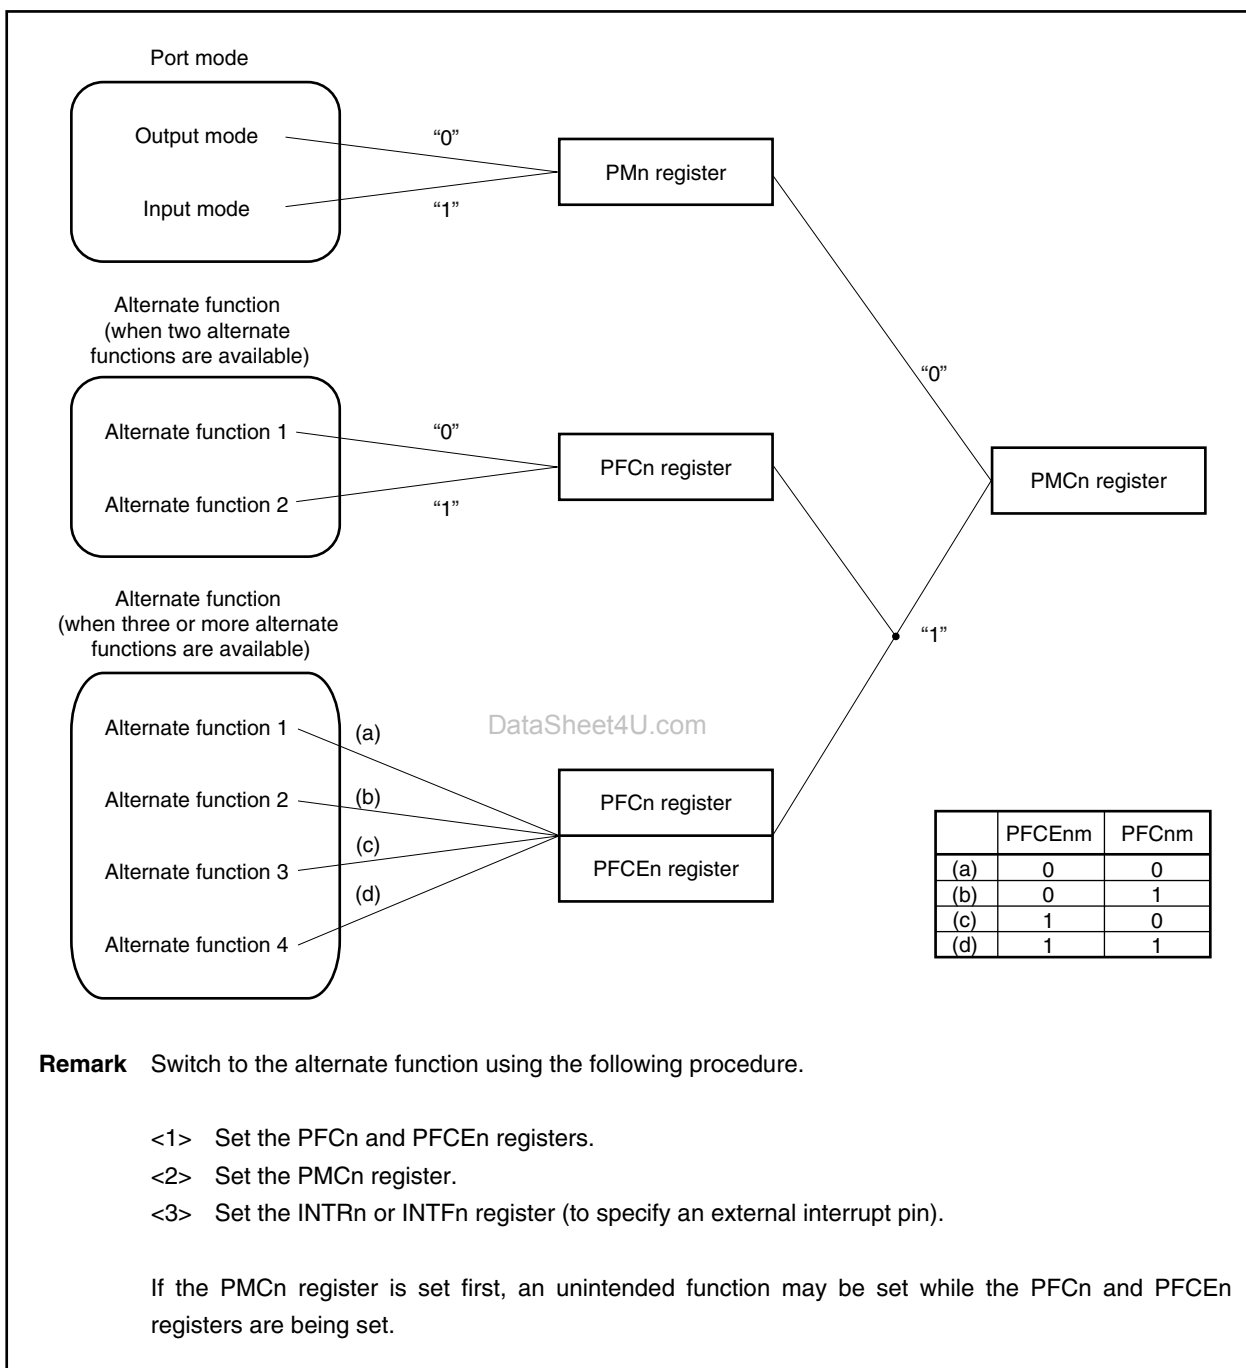 Port mode
Output mode
“0”
Input mode
“1”
PMn register
Alternate function
(when two alternate
functions are available)
“0”
Alternate function 1
“0”
Alternate function 2
“1”
PFCn register
PMCn register
Alternate function
(when three or more alternate
functions are available)
“1”
Alternate function 1
(a)
Alternate function 2
(b)
Alternate function 3
(c)
Alternate function 4
(d)
DataSheet4U.com
PFCn register
PFCEn register
PFCEnm PFCnm
(a) 0 0
(b) 0 1
(c) 1 0
(d) 1 1
Remark Switch to the alternate function using the following procedure.
<1> Set the PFCn and PFCEn registers.
<2> Set the PMCn register.
<3> Set the INTRn or INTFn register (to specify an external interrupt pin).
If the PMCn register is set first, an unintended function may be set while the PFCn and PFCEn
registers are being set.